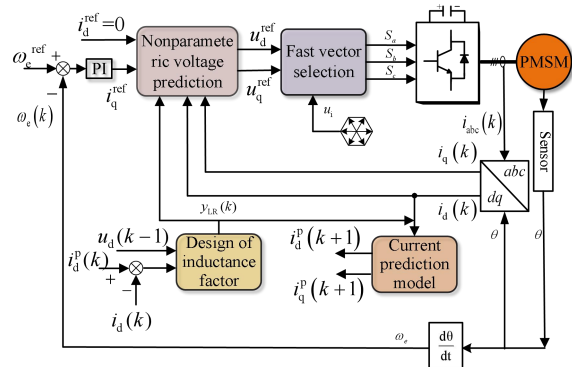 i_d^ref=0
ω_e^ref
+
−
PI
i_q^ref
ω_e(k)
Nonparamete
ric voltage
prediction
u_d^ref
u_q^ref
Fast vector
selection
u_i
S_a
S_b
S_c
+ −
PMSM
i_abc(k)
Sensor
i_q(k)
i_d(k)
abc
dq
θ
θ
y_LR(k)
u_d(k−1)
i_d^p(k)
+
−
i_d(k)
Design of
inductance
factor
i_d^p(k+1)
i_q^p(k+1)
Current
prediction
model
ω_e
dθ
dt